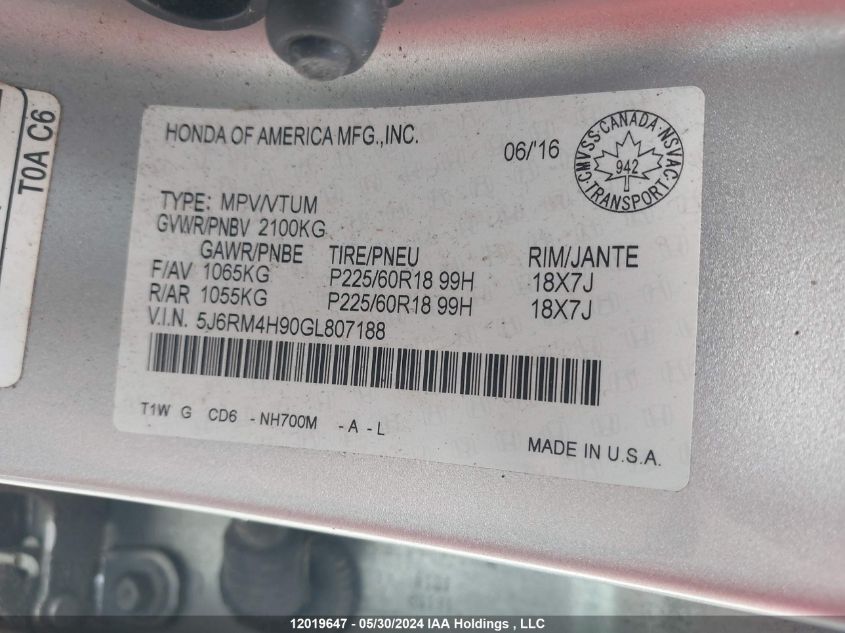 T0A C6
HONDA OF AMERICA MFG.,INC.
06/'16
CMVSS · CANADA · NSVAC · TRANSPORT ·
942
TYPE: MPV/VTUM
GVWR/PNBV 2100KG
GAWR/PNBE TIRE/PNEU RIM/JANTE
F/AV 1065KG P225/60R18 99H 18X7J
R/AR 1055KG P225/60R18 99H 18X7J
V.I.N. 5J6RM4H90GL807188
T1W G CD6 -NH700M -A -L
MADE IN U.S.A.
12019647 - 05/30/2024 IAA Holdings , LLC